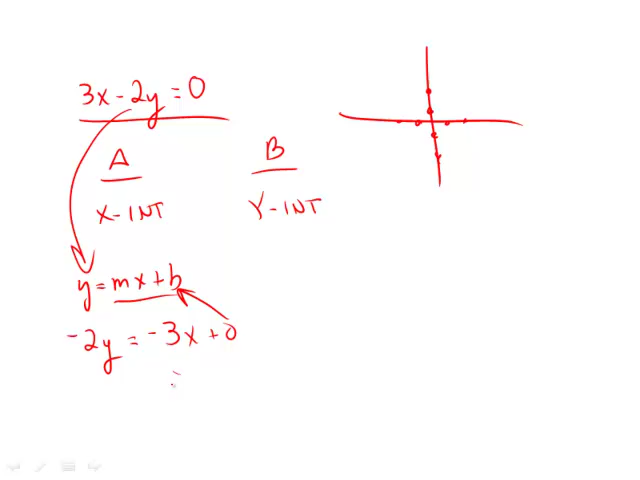 3x - 2y = 0
A
B
X-INT
Y-INT
y = mx + b
-2y = -3x + 0